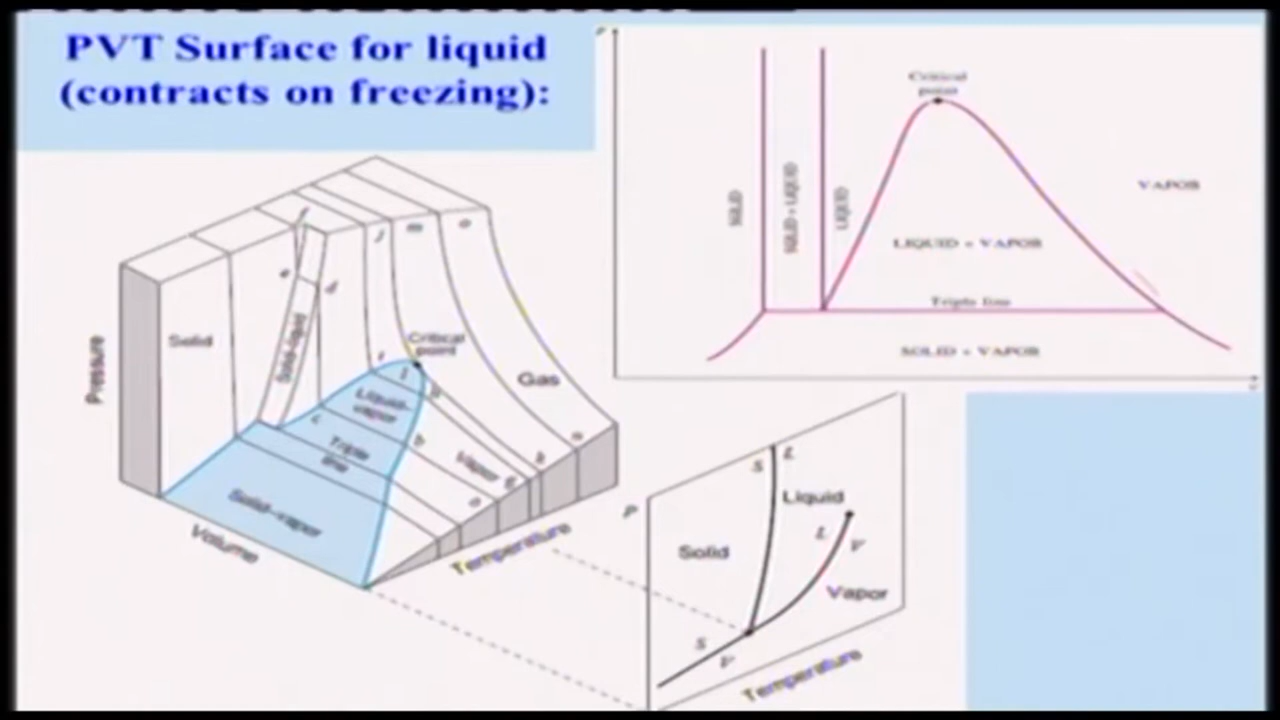 PVT Surface for liquid
(contracts on freezing):
P
Critical
point
SOLID
SOLID + LIQUID
LIQUID
VAPOR
LIQUID + VAPOR
Triple line
SOLID + VAPOR
f
j
m
o
e
d
Solid
Solid-liquid
Pressure
Critical
point
Gas
i
l
n
Liquid-
vapor
c
b
Triple
line
Vapor
g
k
a
o
Solid-vapor
Volume
Temperature
P
S
L
Liquid
Solid
L
V
Vapor
S
V
Temperature